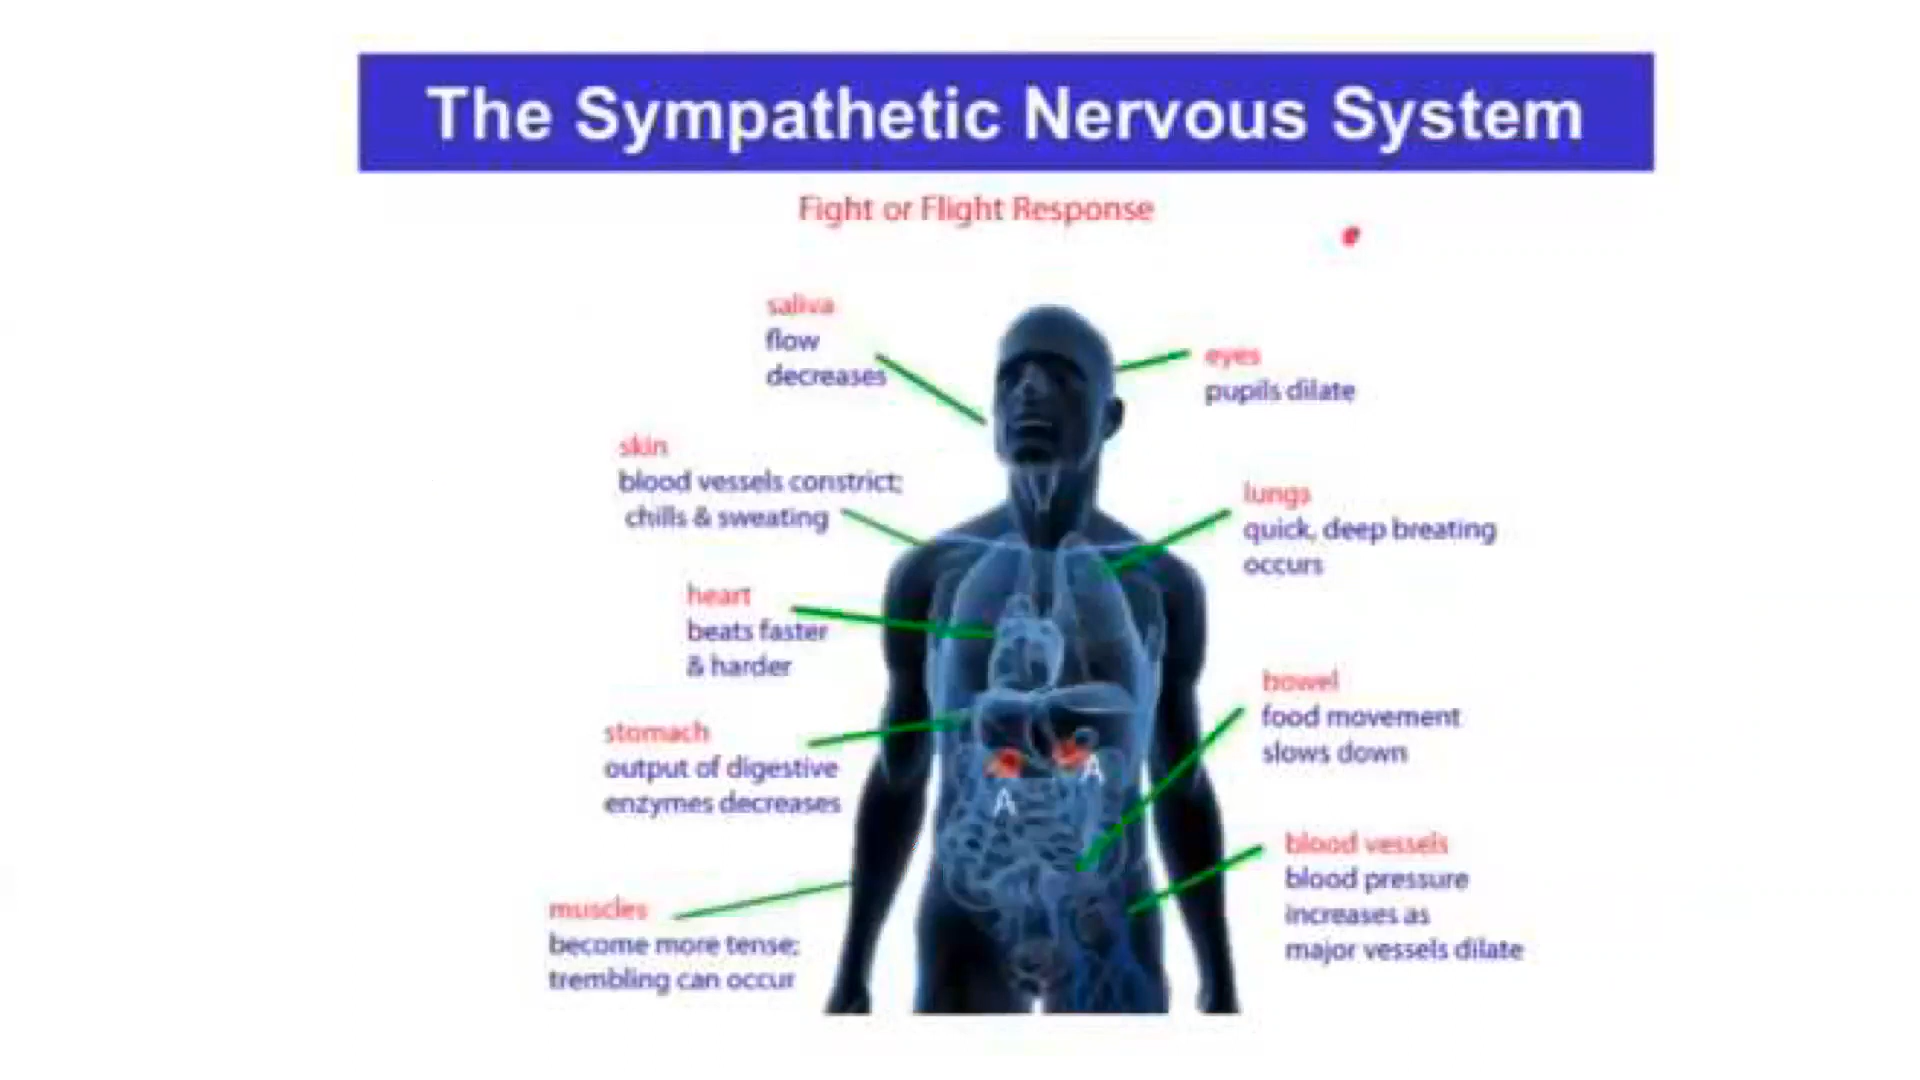 The Sympathetic Nervous System
Fight or Flight Response
saliva
flow
decreases
eyes
pupils dilate
skin
blood vessels constrict;
chills & sweating
lungs
quick, deep breating
occurs
heart
beats faster
& harder
bowel
food movement
slows down
stomach
output of digestive
enzymes decreases
A
A
blood vessels
blood pressure
increases as
major vessels dilate
muscles
become more tense;
trembling can occur